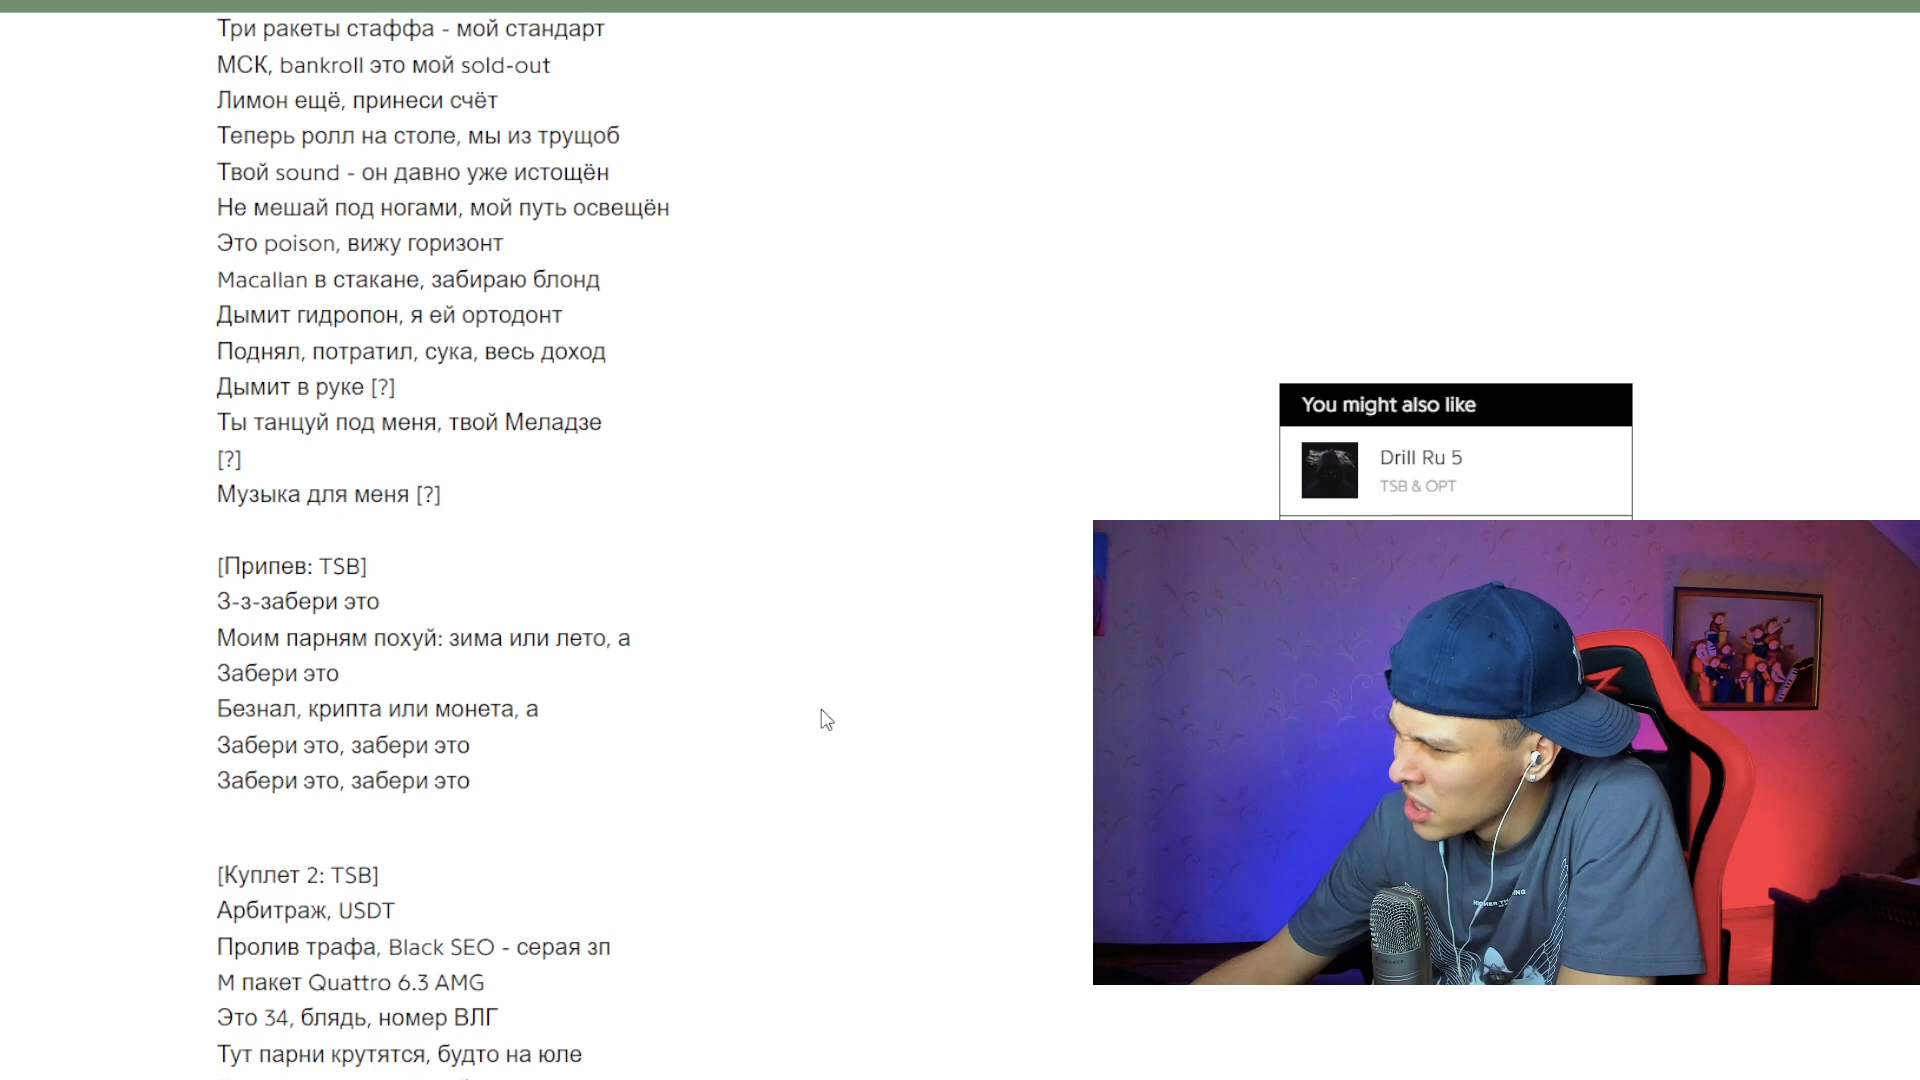 Три ракеты стаффа - мой стандарт
МСК, bankroll это мой sold-out
Лимон ещё, принеси счёт
Теперь ролл на столе, мы из трущоб
Твой sound - он давно уже истощён
Не мешай под ногами, мой путь освещён
Это poison, вижу горизонт
Macallan в стакане, забираю блонд
Дымит гидропон, я ей ортодонт
Поднял, потратил, сука, весь доход
Дымит в руке [?]
Ты танцуй под меня, твой Меладзе
[?]
Музыка для меня [?]
[Припев: TSB]
З-з-забери это
Моим парням похуй: зима или лето, а
Забери это
Безнал, крипта или монета, а
Забери это, забери это
Забери это, забери это
[Куплет 2: TSB]
Арбитраж, USDT
Пролив трафа, Black SEO - серая зп
М пакет Quattro 6.3 AMG
Это 34, блядь, номер ВЛГ
Тут парни крутятся, будто на юле
You might also like
Drill Ru 5
TSB & OPT